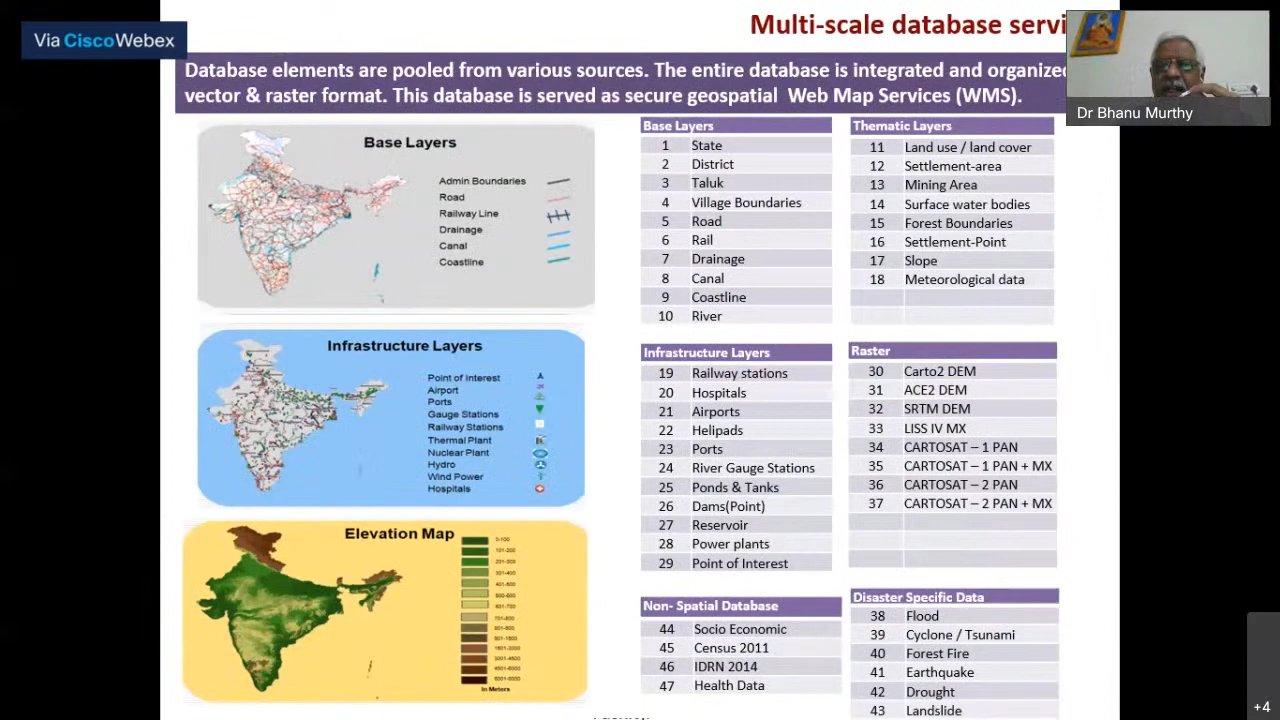 Via CiscoWebex
Multi-scale database servi
Dr Bhanu Murthy
Database elements are pooled from various sources. The entire database is integrated and organized
vector & raster format. This database is served as secure geospatial Web Map Services (WMS).
Base Layers
Admin Boundaries
Road
Railway Line
Drainage
Canal
Coastline
Infrastructure Layers
Point of Interest
Airport
Ports
Gauge Stations
Railway Stations
Thermal Plant
Nuclear Plant
Hydro
Wind Power
Hospitals
Elevation Map
0-100
101-200
201-300
301-400
In Meters
Base Layers
1 State
2 District
3 Taluk
4 Village Boundaries
5 Road
6 Rail
7 Drainage
8 Canal
9 Coastline
10 River
Thematic Layers
11 Land use / land cover
12 Settlement-area
13 Mining Area
14 Surface water bodies
15 Forest Boundaries
16 Settlement-Point
17 Slope
18 Meteorological data
Infrastructure Layers
19 Railway stations
20 Hospitals
21 Airports
22 Helipads
23 Ports
24 River Gauge Stations
25 Ponds & Tanks
26 Dams(Point)
27 Reservoir
28 Power plants
29 Point of Interest
Raster
30 Carto2 DEM
31 ACE2 DEM
32 SRTM DEM
33 LISS IV MX
34 CARTOSAT – 1 PAN
35 CARTOSAT – 1 PAN + MX
36 CARTOSAT – 2 PAN
37 CARTOSAT – 2 PAN + MX
Non- Spatial Database
44 Socio Economic
45 Census 2011
46 IDRN 2014
47 Health Data
Disaster Specific Data
38 Flood
39 Cyclone / Tsunami
40 Forest Fire
41 Earthquake
42 Drought
43 Landslide
+4